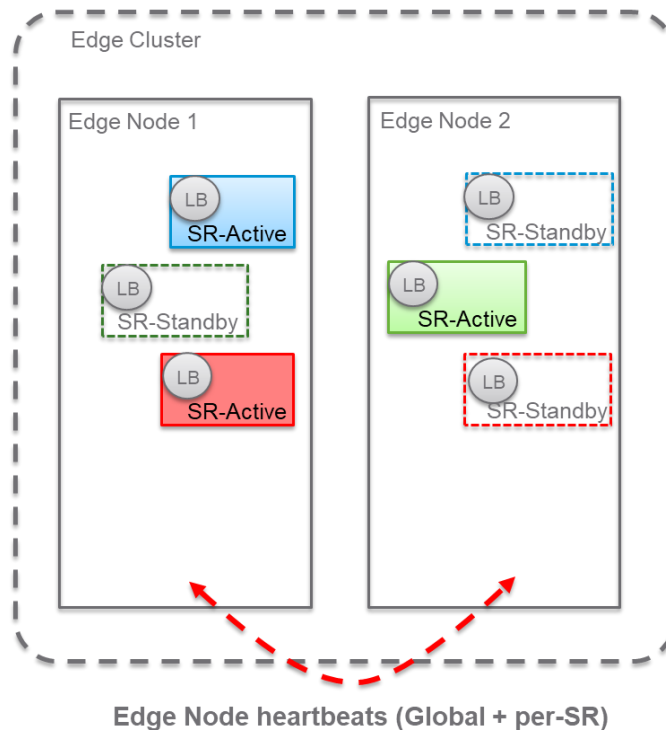 Edge Cluster
Edge Node 1
LB
SR-Active
LB
SR-Standby
LB
SR-Active
Edge Node 2
LB
SR-Standby
LB
SR-Active
LB
SR-Standby
Edge Node heartbeats (Global + per-SR)